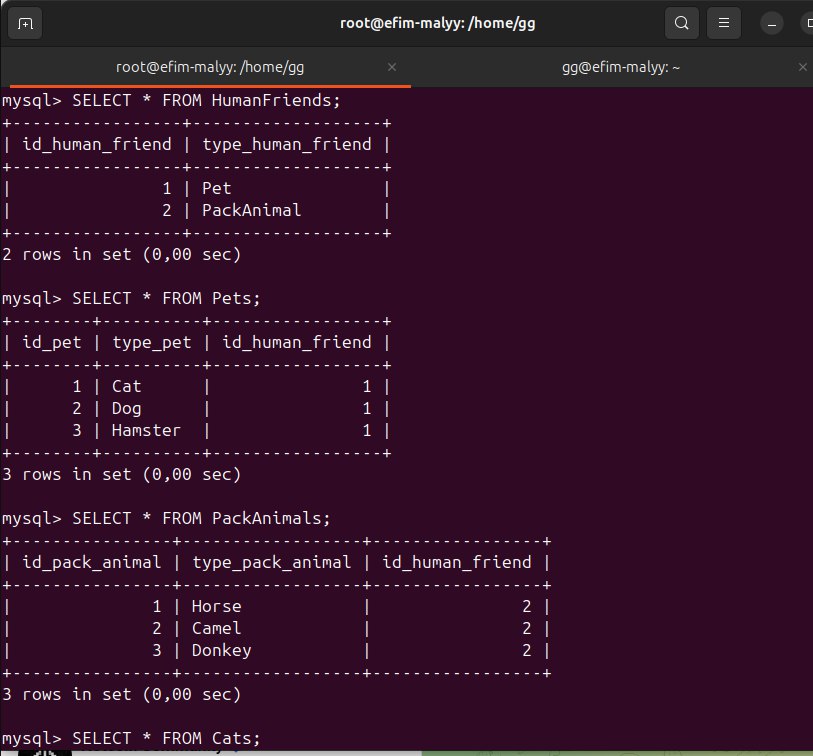 root@efim-malyy: /home/gg
root@efim-malyy: /home/gg × gg@efim-malyy: ~ ×
mysql> SELECT * FROM HumanFriends;
+-----------------+-------------------+
| id_human_friend | type_human_friend |
+-----------------+-------------------+
|               1 | Pet               |
|               2 | PackAnimal        |
+-----------------+-------------------+
2 rows in set (0,00 sec)
mysql> SELECT * FROM Pets;
+--------+----------+-----------------+
| id_pet | type_pet | id_human_friend |
+--------+----------+-----------------+
|      1 | Cat      |               1 |
|      2 | Dog      |               1 |
|      3 | Hamster  |               1 |
+--------+----------+-----------------+
3 rows in set (0,00 sec)
mysql> SELECT * FROM PackAnimals;
+----------------+------------------+-----------------+
| id_pack_animal | type_pack_animal | id_human_friend |
+----------------+------------------+-----------------+
|              1 | Horse            |               2 |
|              2 | Camel            |               2 |
|              3 | Donkey           |               2 |
+----------------+------------------+-----------------+
3 rows in set (0,00 sec)
mysql> SELECT * FROM Cats;